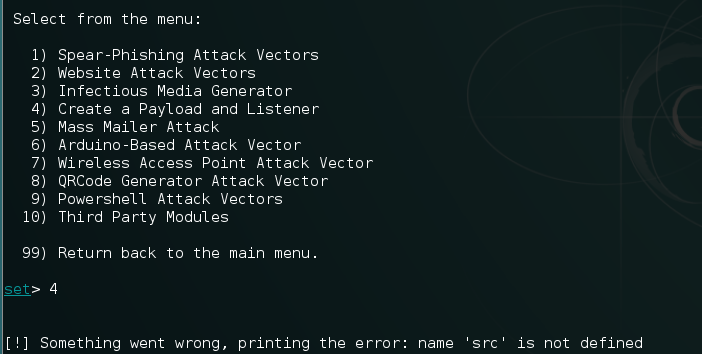 Select from the menu:
1) Spear-Phishing Attack Vectors
2) Website Attack Vectors
3) Infectious Media Generator
4) Create a Payload and Listener
5) Mass Mailer Attack
6) Arduino-Based Attack Vector
7) Wireless Access Point Attack Vector
8) QRCode Generator Attack Vector
9) Powershell Attack Vectors
10) Third Party Modules
99) Return back to the main menu.
set> 4
[!] Something went wrong, printing the error: name 'src' is not defined